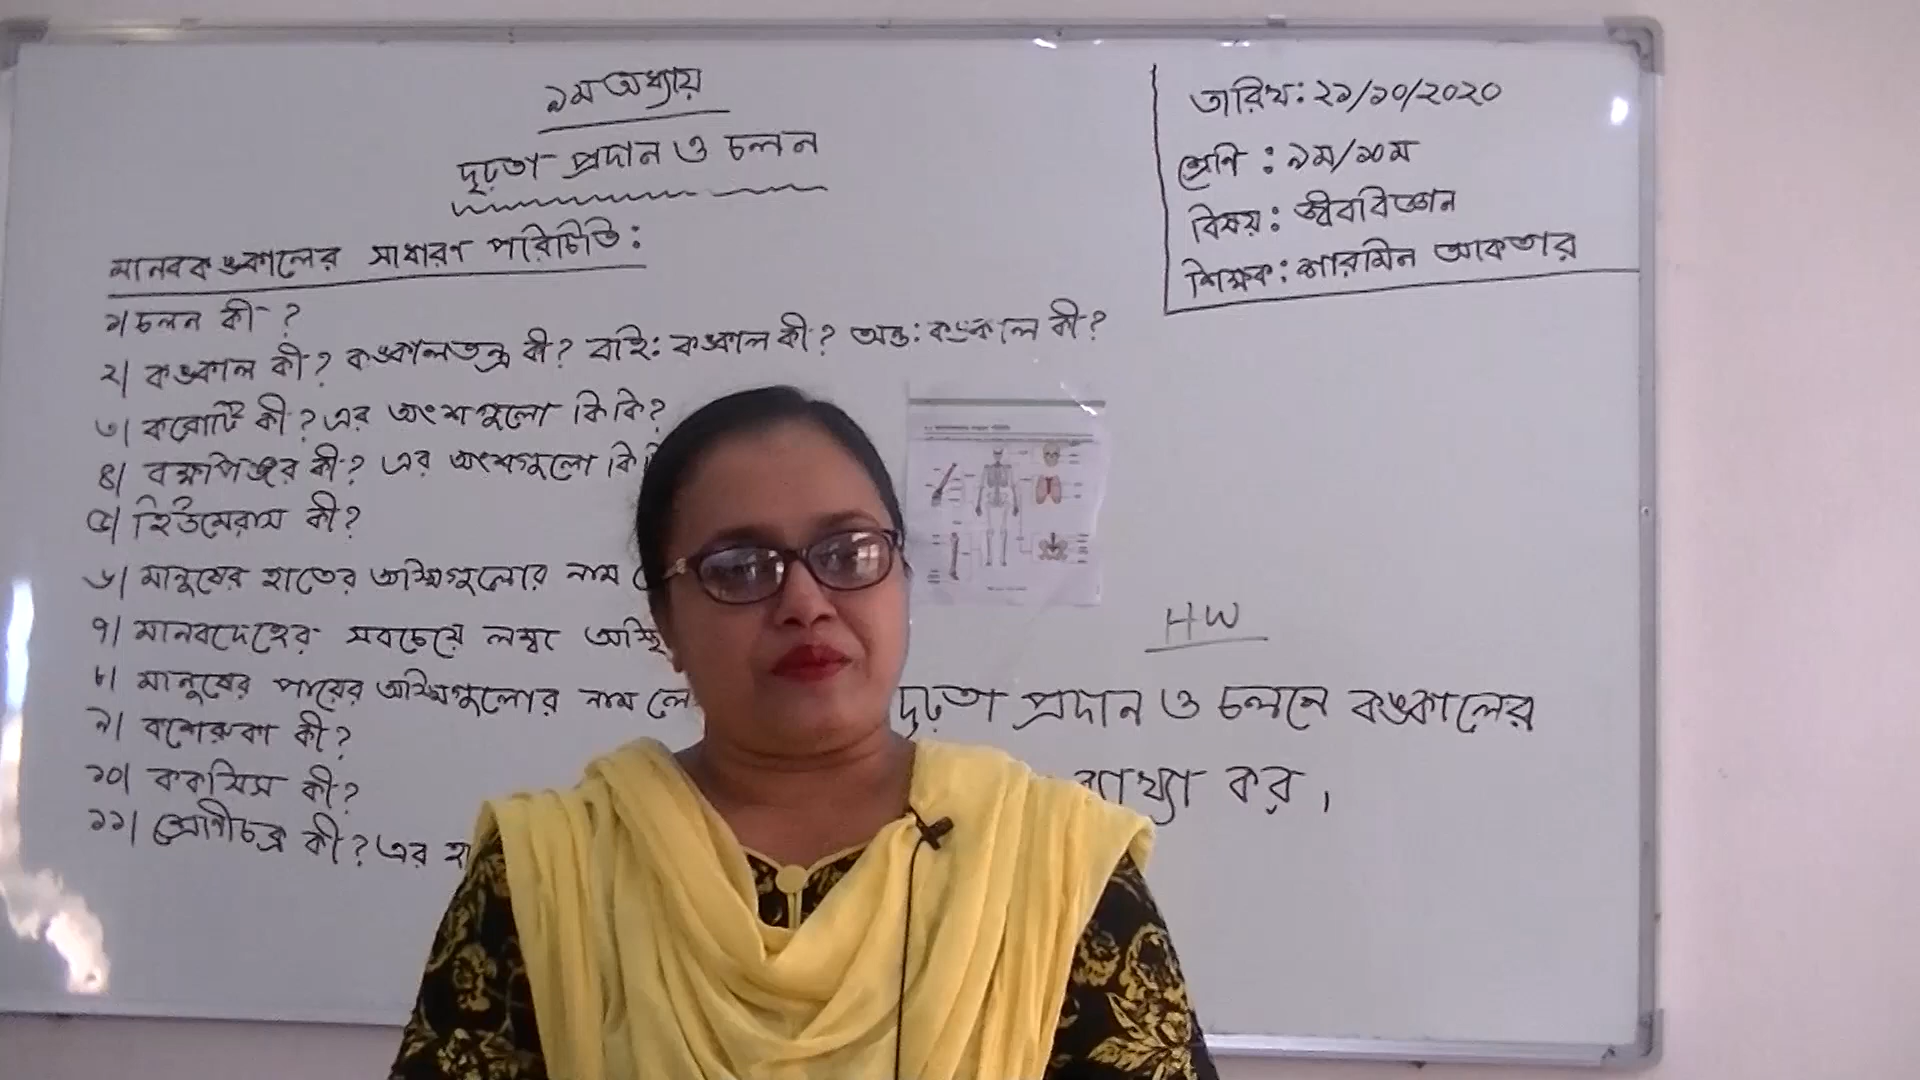 ৯ম অধ্যায়
দৃঢ়তা প্রদান ও চলন
তারিখ: ২১/১০/২০২০
শ্রেণি : ৯ম/১০ম
বিষয়: জীববিজ্ঞান
শিক্ষক: শারমিন আকতার
মানবকঙ্কালের সাধারণ পরিচিতি:
১। চলন কী ?
২। কঙ্কাল কী? কঙ্কালতন্ত্র কী? বহি: কঙ্কাল কী? অন্ত:কঙ্কাল কী?
৩। করোটি কী? এর অংশগুলো কি কি?
৪। বক্ষপিঞ্জর কী? এর অংশগুলো কি
৫। হিউমেরাস কী?
৬। মানুষের হাতের অস্থিগুলোর নাম
৭। মানবদেহের সবচেয়ে লম্বা অস্থি
৮। মানুষের পায়ের অস্থিগুলোর নাম লে
৯। কশেরুকা কী?
১০। ককসিস কী?
১১। শ্রোণীচক্র কী? এর
HW
দৃঢ়তা প্রদান ও চলনে কঙ্কালের
কর।